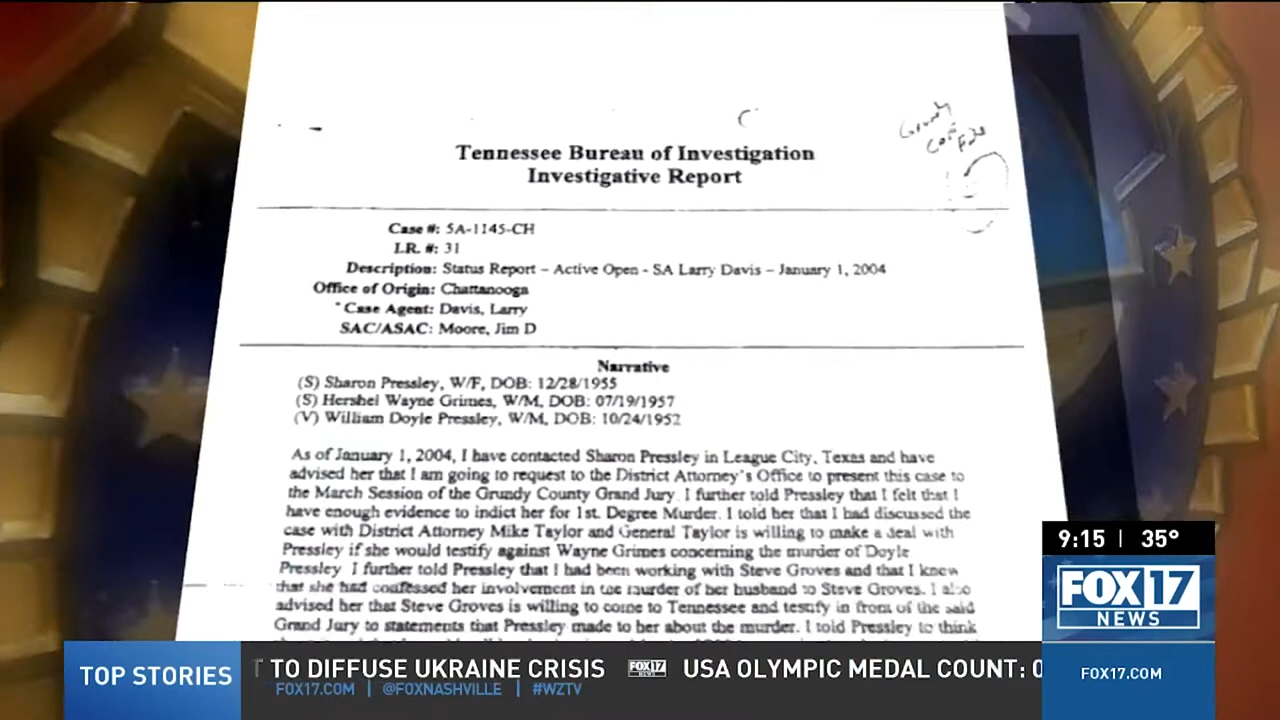 Grundy
Tennessee Bureau of Investigation
Investigative Report
Case #: 5A-1145-CH
I.R. #: 31
Description: Status Report – Active Open - SA Larry Davis – January 1, 2004
Office of Origin: Chattanooga
Case Agent: Davis, Larry
SAC/ASAC: Moore, Jim D
Narrative
(S) Sharon Pressley, W/F, DOB: 12/28/1955
(S) Hershel Wayne Grimes, W/M, DOB: 07/19/1957
(V) William Doyle Pressley, W/M, DOB: 10/24/1952
As of January 1, 2004, I have contacted Sharon Pressley in League City, Texas and have
advised her that I am going to request to the District Attorney's Office to present this case to
the March Session of the Grundy County Grand Jury. I further told Pressley that I felt that I
have enough evidence to indict her for 1st. Degree Murder. I told her that I had discussed the
case with District Attorney Mike Taylor and General Taylor is willing to make a deal with
Pressley if she would testify against Wayne Grimes concerning the murder of Doyle
Pressley. I further told Pressley that I had been working with Steve Groves and that I knew
that she had confessed her involvement in the murder of her husband to Steve Groves. I also
advised her that Steve Groves is willing to come to Tennessee and testify in front of the said
Grand Jury to statements that Pressley made to her about the murder. I told Pressley to think
9:15 | 35°
FOX 17
NEWS
FOX17.COM
TOP STORIES
T TO DIFFUSE UKRAINE CRISIS FOX17 NEWS USA OLYMPIC MEDAL COUNT: 0
FOX17.COM | @FOXNASHVILLE | #WZTV